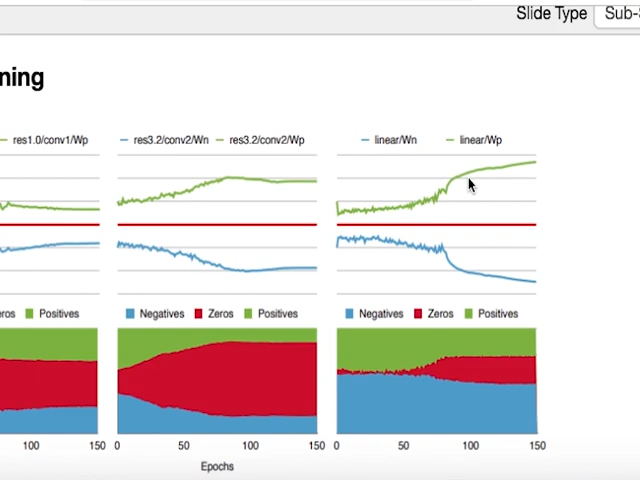 Slide Type Sub-S
ning
res1.0/conv1/Wp res3.2/conv2/Wn res3.2/conv2/Wp linear/Wn linear/Wp
eros Positives Negatives Zeros Positives Negatives Zeros Positives
100 150 0 50 100 150 0 50 100 150
Epochs